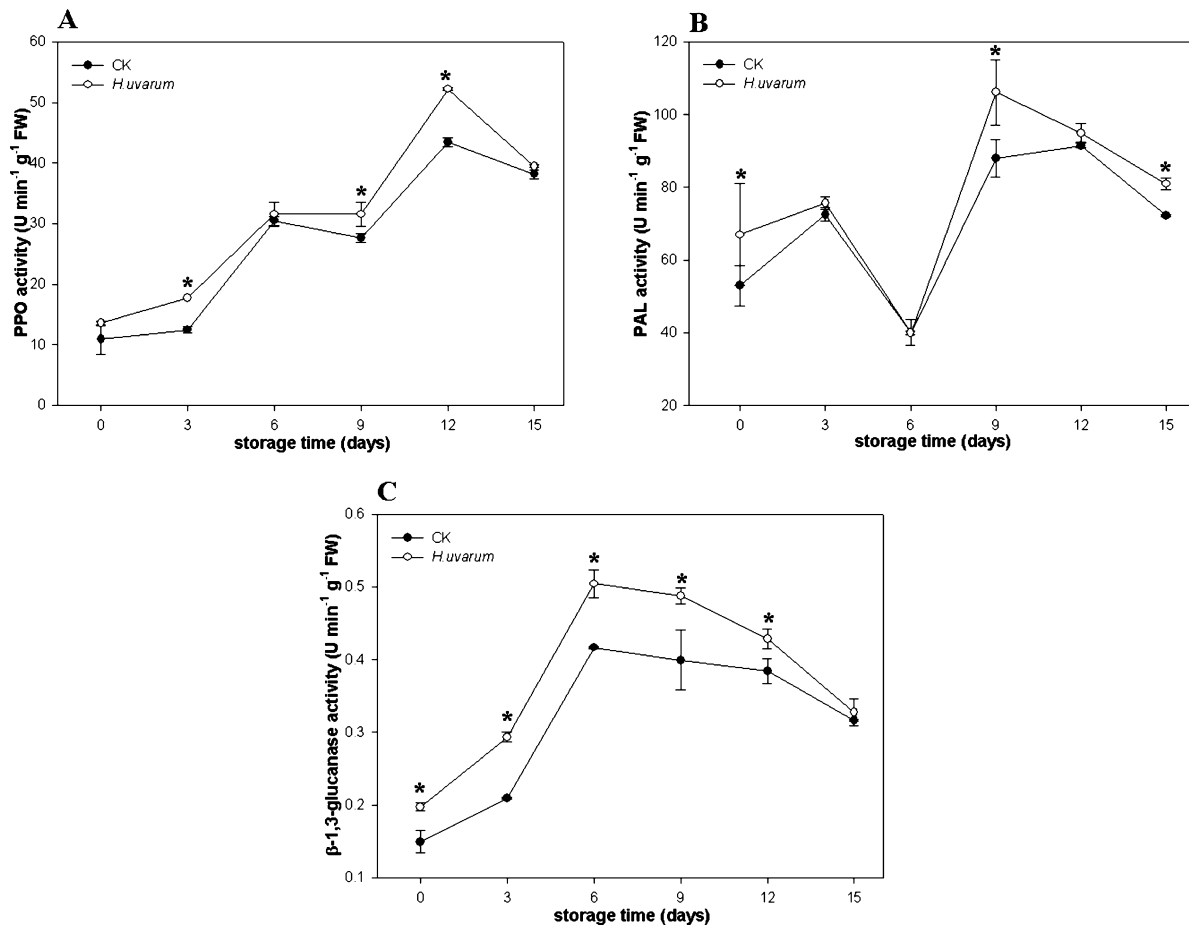 A
60
50
40
30
20
10
0
PPO activity (U min-1 g-1 FW)
CK
H.uvarum
*
*
*
0 3 6 9 12 15
storage time (days)
B
120
100
80
60
40
20
PAL activity (U min-1 g-1 FW)
CK
H.uvarum
*
*
*
0 3 6 9 12 15
storage time (days)
C
0.6
0.5
0.4
0.3
0.2
0.1
β-1,3-glucanase activity (U min-1 g-1 FW)
CK
H.uvarum
*
*
*
*
*
0 3 6 9 12 15
storage time (days)